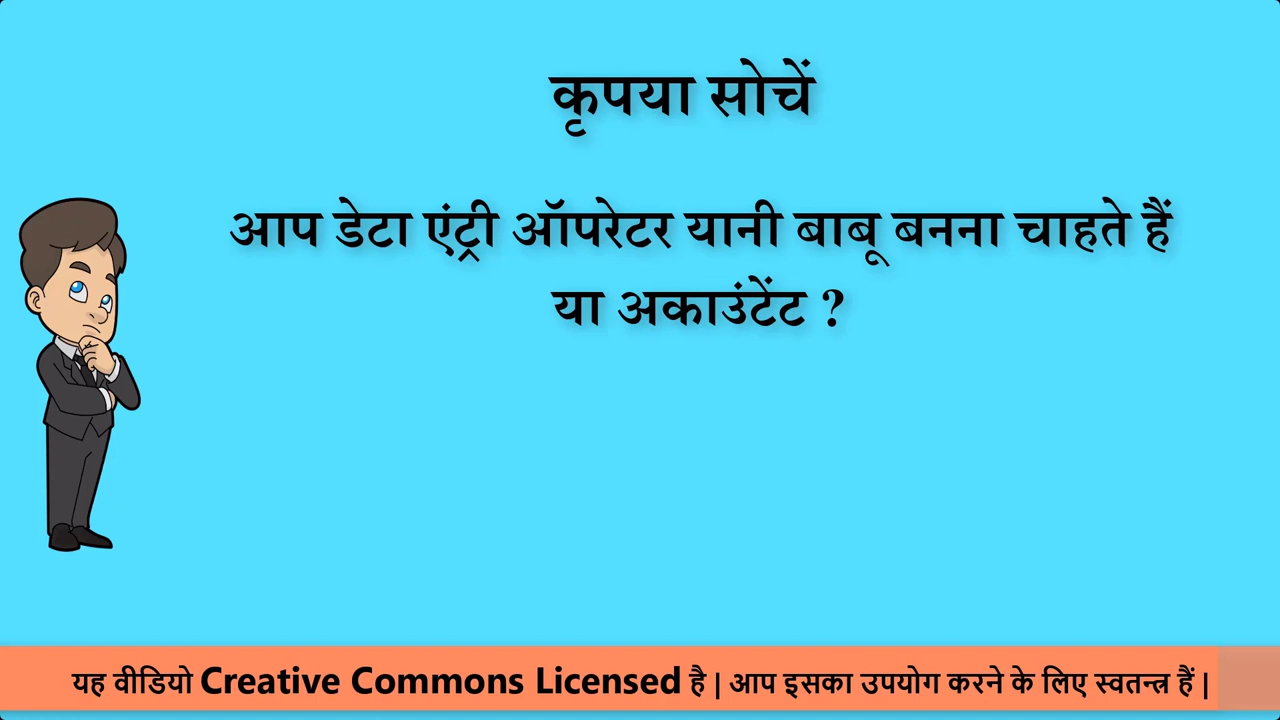 कृपया सोचें
आप डेटा एंट्री ऑपरेटर यानी बाबू बनना चाहते हैं
या अकाउंटेंट ?
यह वीडियो Creative Commons Licensed है | आप इसका उपयोग करने के लिए स्वतन्त्र हैं |